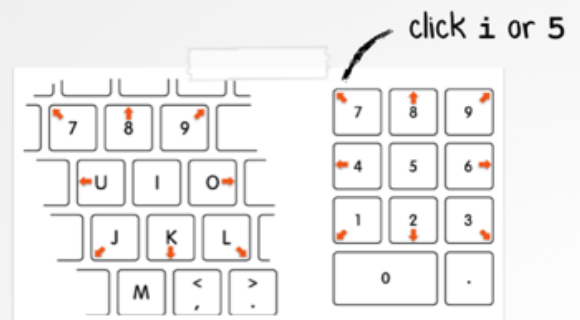 click i or 5
7 8 9
U I O
J K L
M < , > .
7 8 9
4 5 6
1 2 3
0 .